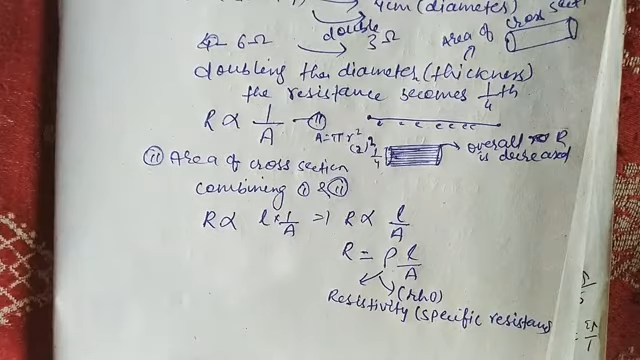 4cm (diameter)
double
6Ω 3Ω
Area of cross sect
doubling the diameter (thickness)
the resistance becomes 1/4 th
R ∝ 1/A - (ii)
A=πr²
(2)²
1/4
overall R
is decreased
(ii) Area of cross section
combining (i) & (ii)
R ∝ l × 1/A => R ∝ l/A
R = ρ l/A
(rho)
Resistivity (specific resistanc